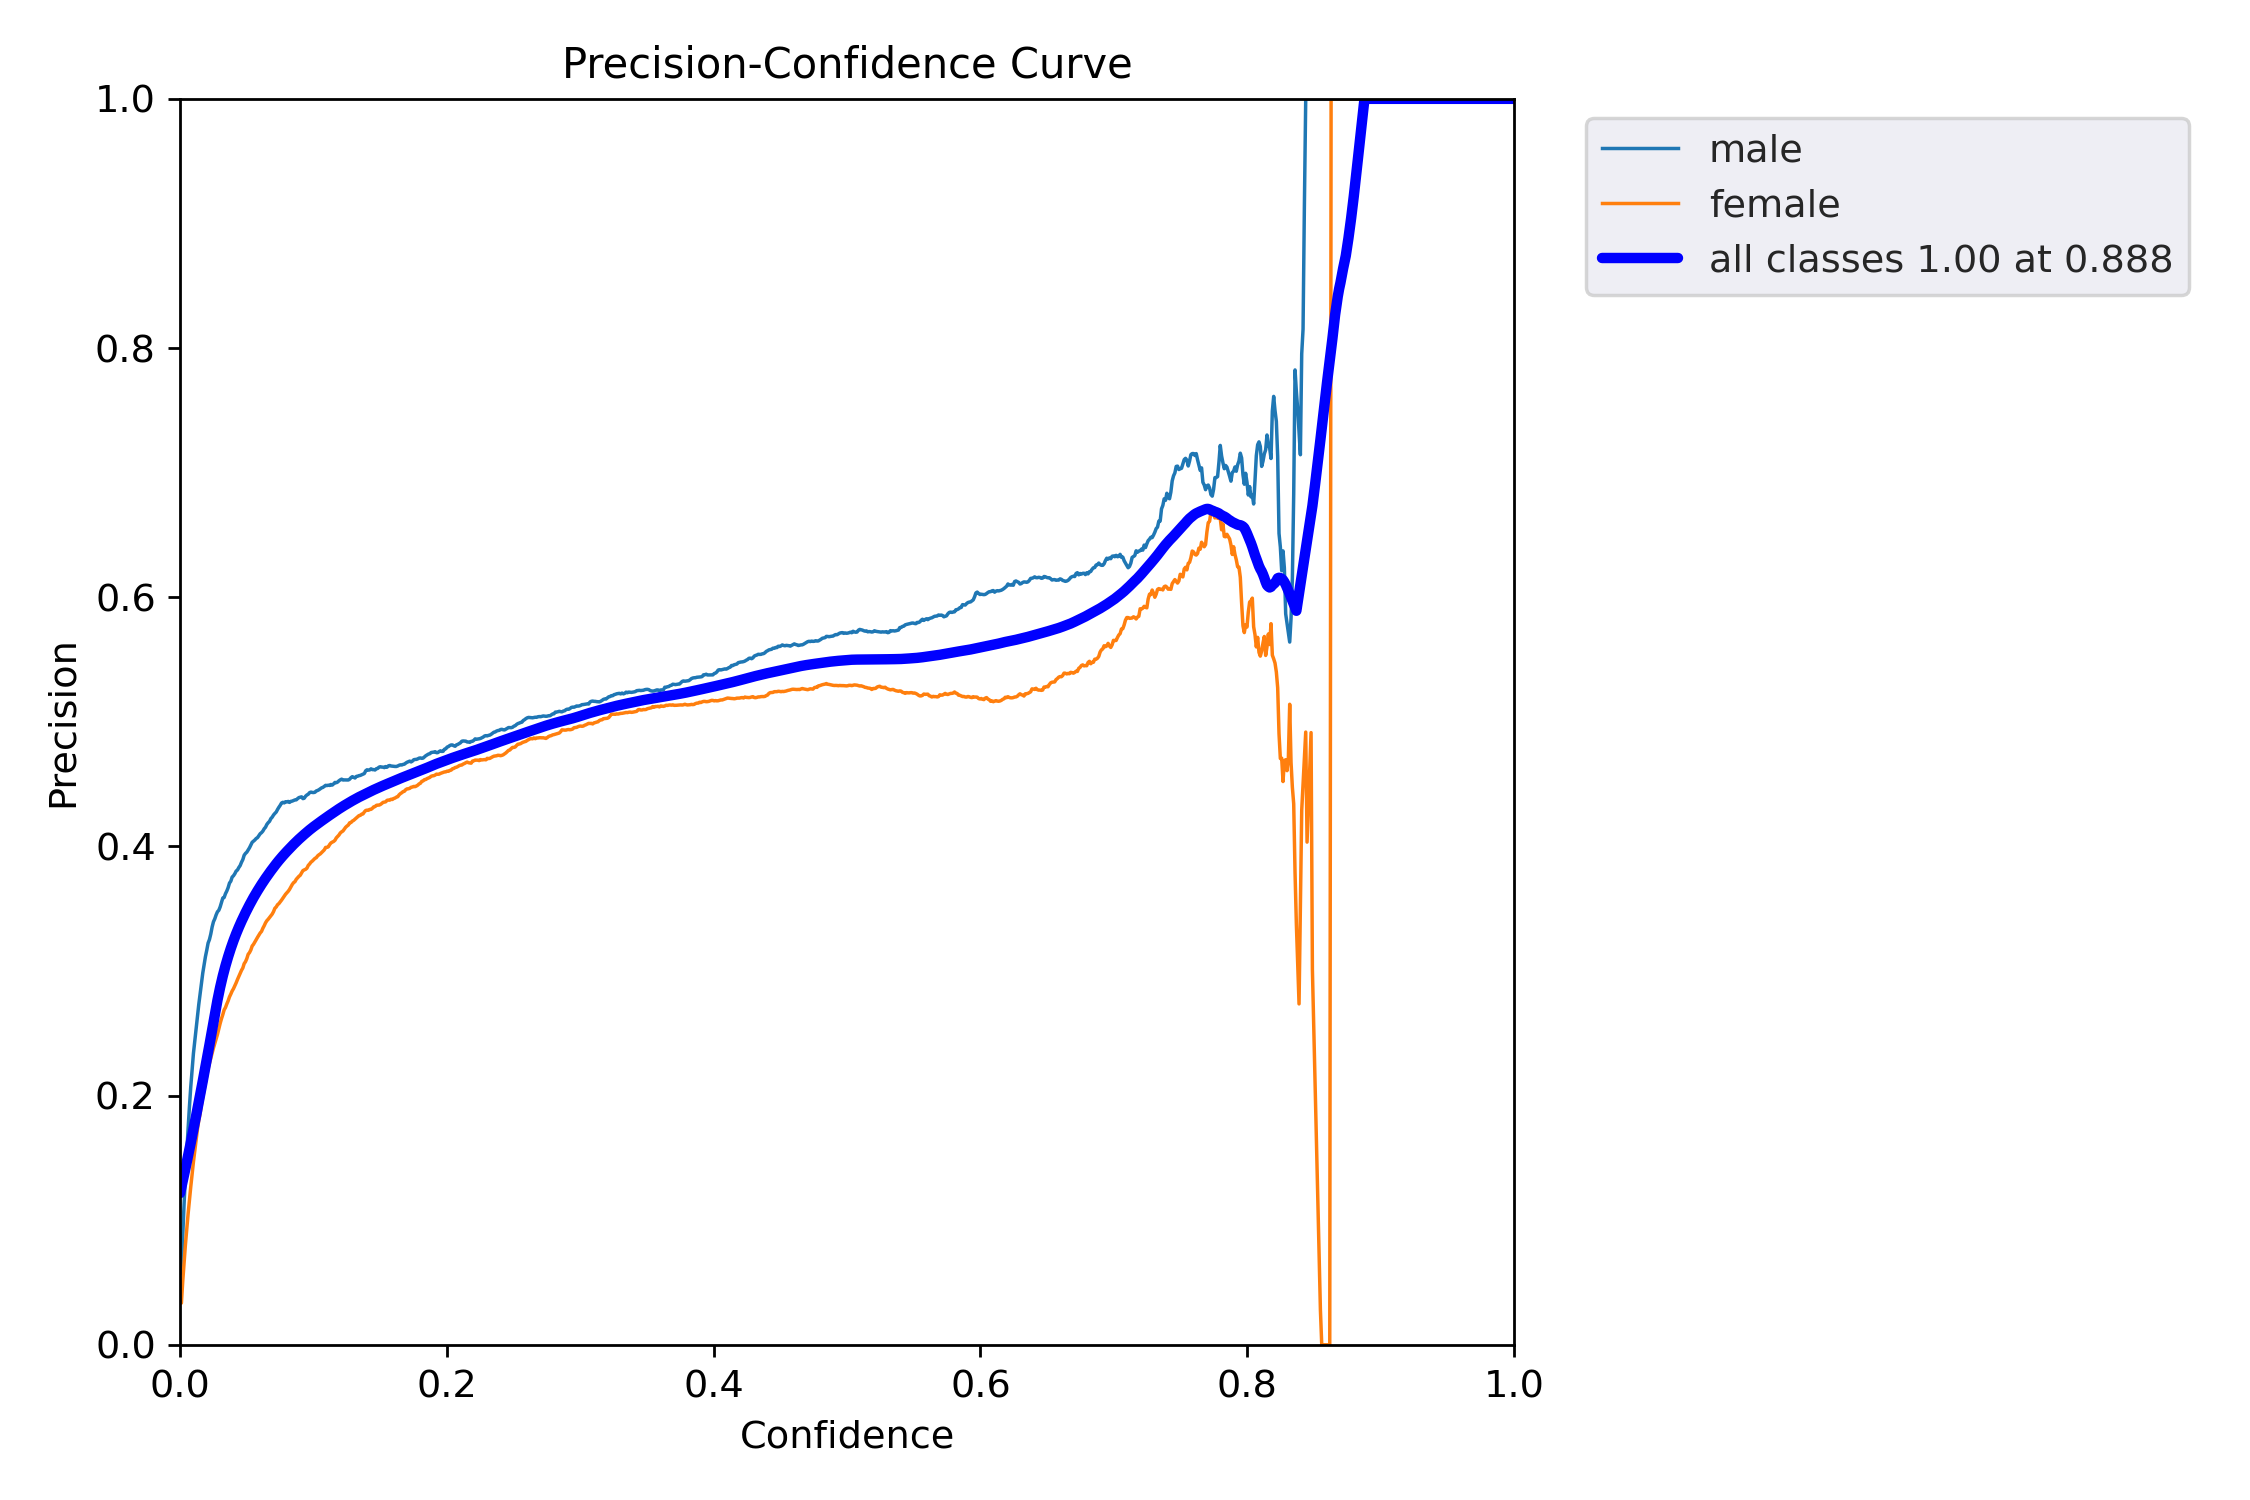 Precision-Confidence Curve
1.0
0.8
0.6
0.4
0.2
0.0
Precision
0.0 0.2 0.4 0.6 0.8 1.0
Confidence
male
female
all classes 1.00 at 0.888